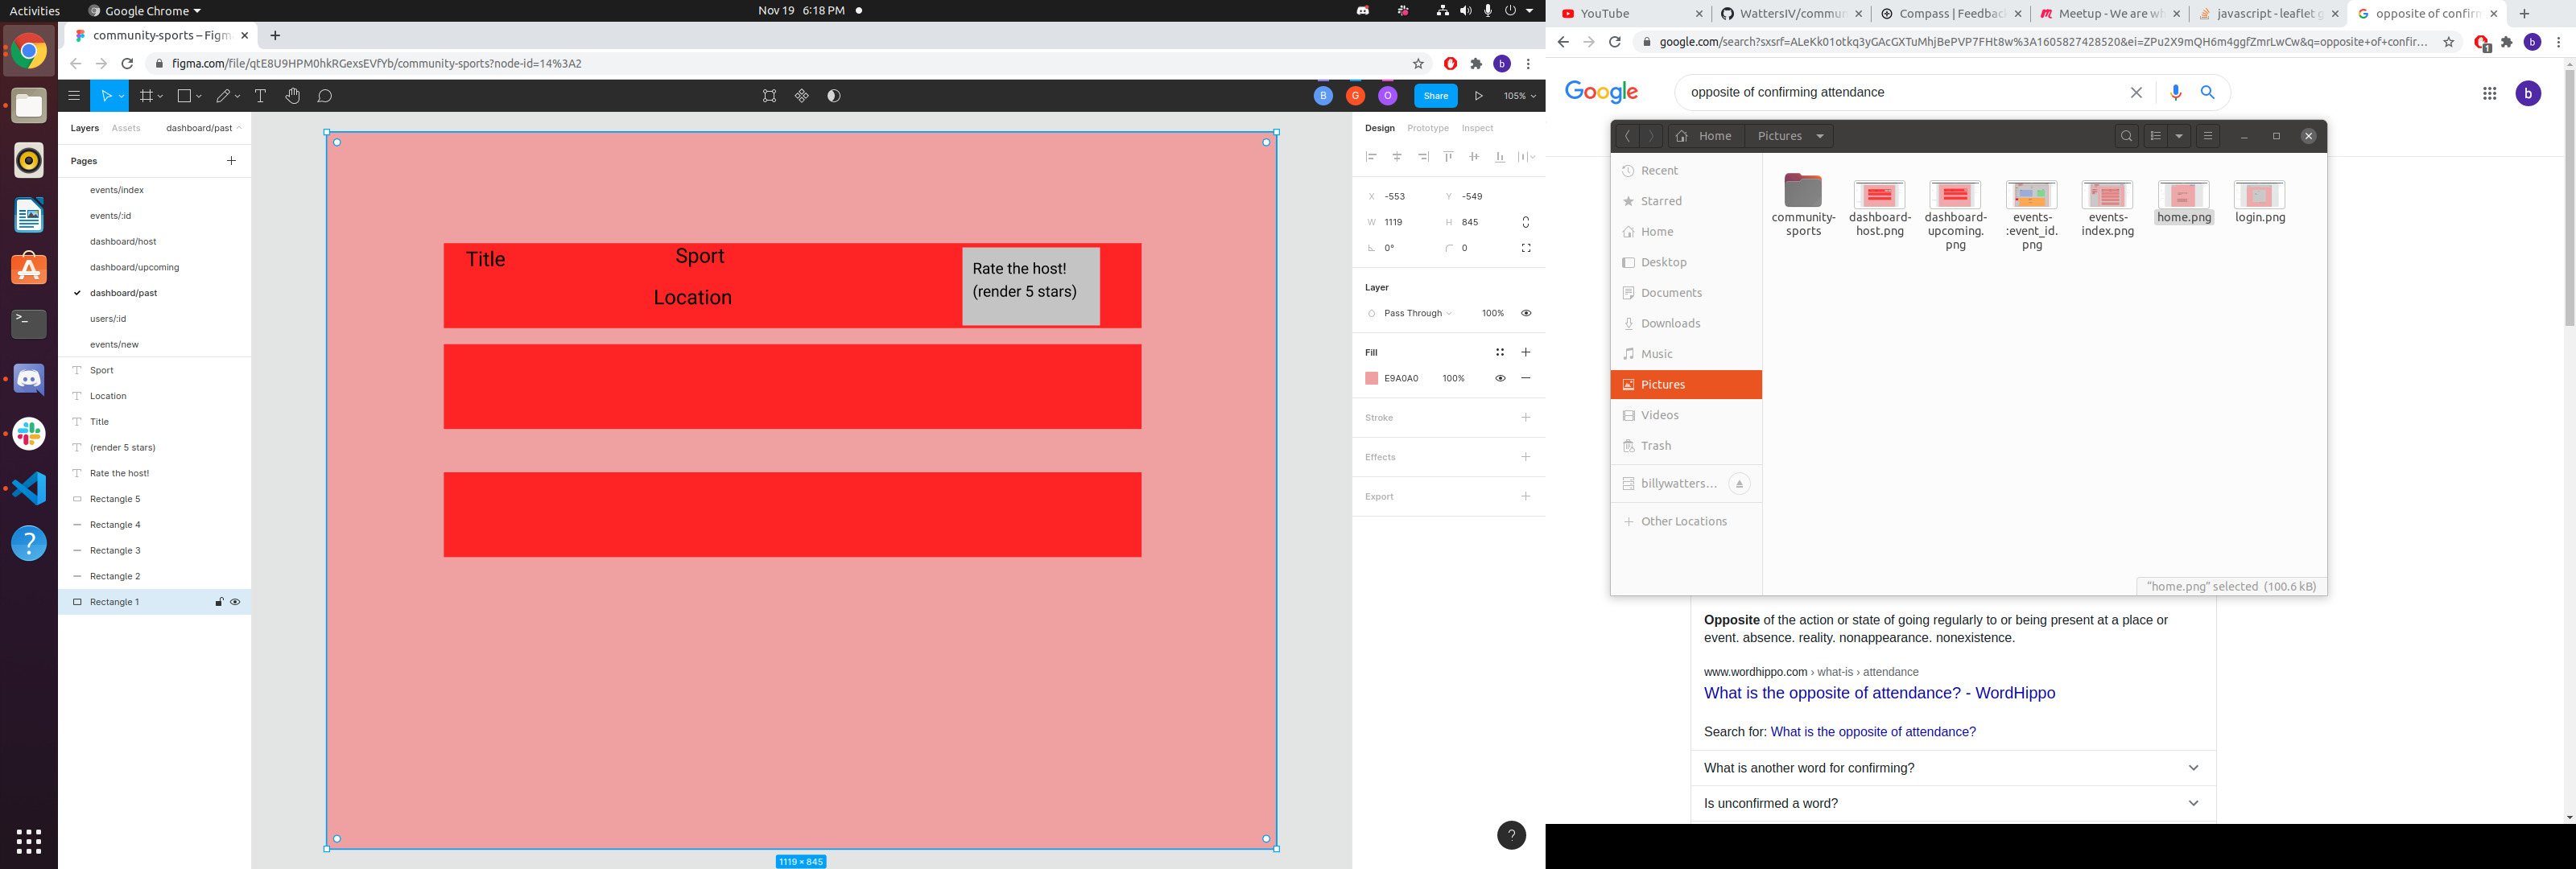 Activities
Google Chrome
Nov 19 6:18 PM
community-sports – Figm
figma.com/file/qtE8U9HPM0hkRGexsEVfYb/community-sports?node-id=14%3A2
b
B
G
O
Share
105%
Layers
Assets
dashboard/past
Pages
events/index
events/:id
dashboard/host
dashboard/upcoming
dashboard/past
users/:id
events/new
Sport
Location
Title
(render 5 stars)
Rate the host!
Rectangle 5
Rectangle 4
Rectangle 3
Rectangle 2
Rectangle 1
Title
Sport
Location
Rate the host!
(render 5 stars)
1119 × 845
Design
Prototype
Inspect
X -553
Y -549
W 1119
H 845
0°
0
Layer
Pass Through
100%
Fill
E9A0A0
100%
Stroke
Effects
Export
?
YouTube
WattersIV/commun
Compass | Feedbac
Meetup - We are wh
javascript - leaflet g
opposite of confirm
google.com/search?sxsrf=ALeKk01otkq3yGAcGXTuMhjBePVP7FHt8w%3A1605827428520&ei=ZPu2X9mQH6m4ggfZmrLwCw&q=opposite+of+confir...
1
b
Google
opposite of confirming attendance
b
Home
Pictures
Recent
Starred
Home
Desktop
Documents
Downloads
Music
Pictures
Videos
Trash
billywatters...
Other Locations
community-
sports
dashboard-
host.png
dashboard-
upcoming.
png
events-
:event_id.
png
events-
index.png
home.png
login.png
"home.png" selected (100.6 kB)
Opposite of the action or state of going regularly to or being present at a place or
event. absence. reality. nonappearance. nonexistence.
www.wordhippo.com › what-is › attendance
What is the opposite of attendance? - WordHippo
Search for: What is the opposite of attendance?
What is another word for confirming?
Is unconfirmed a word?